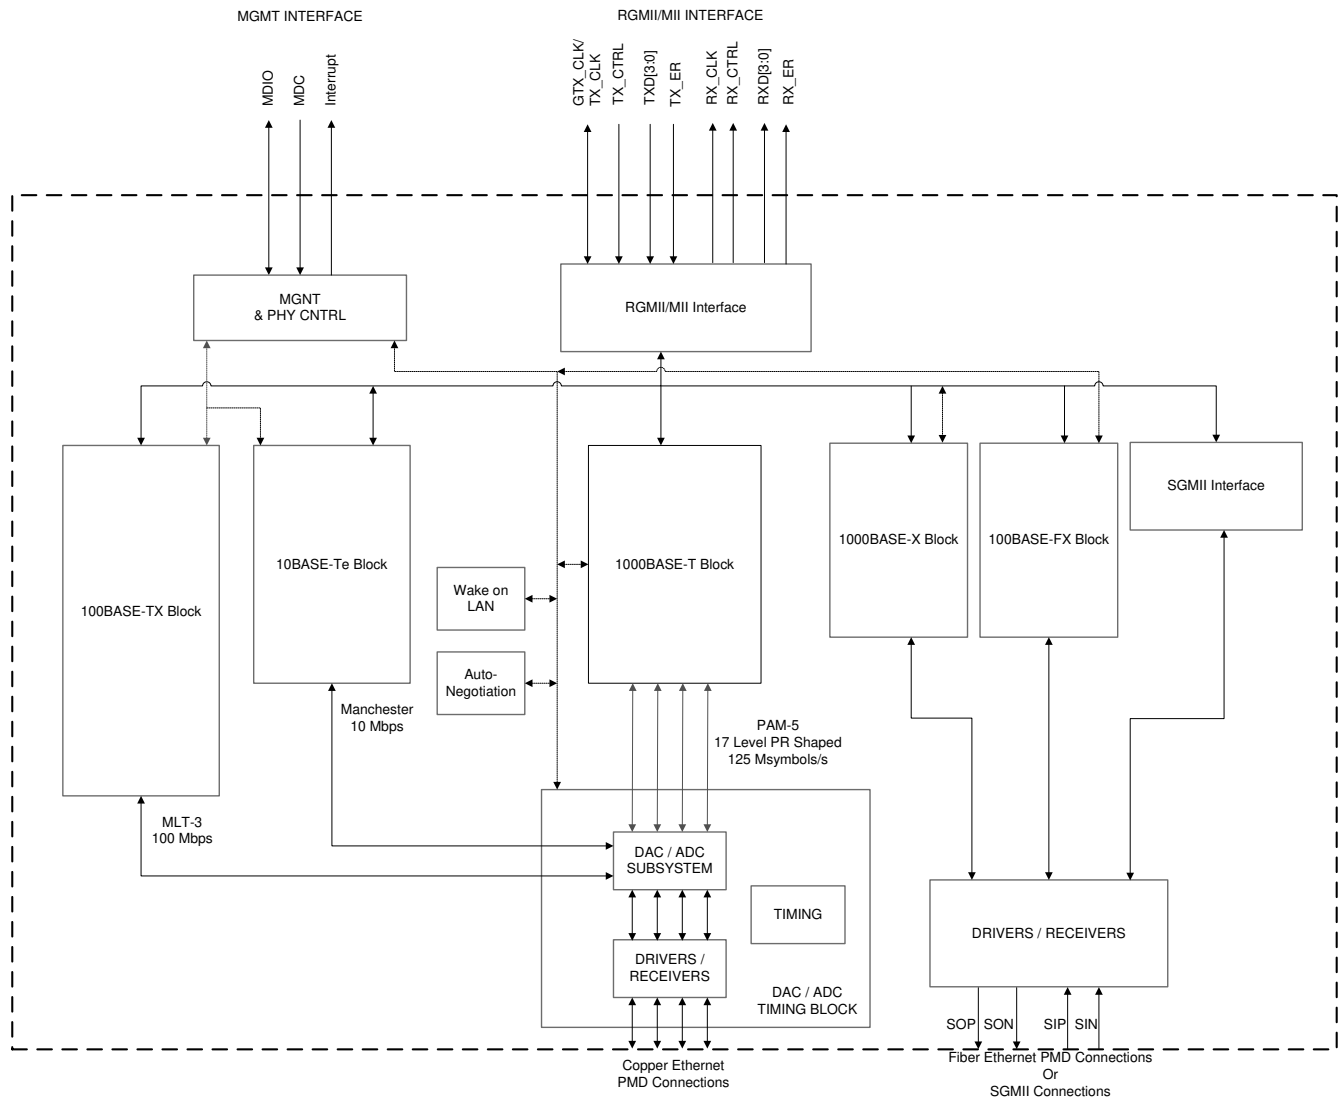 MGMT INTERFACE
RGMII/MII INTERFACE
MDIO
MDC
Interrupt
GTX_CLK/
TX_CLK
TX_CTRL
TXD[3:0]
TX_ER
RX_CLK
RX_CTRL
RXD[3:0]
RX_ER
MGNT
& PHY CNTRL
RGMII/MII Interface
100BASE-TX Block
10BASE-Te Block
Wake on
LAN
Auto-
Negotiation
1000BASE-T Block
1000BASE-X Block
100BASE-FX Block
SGMII Interface
Manchester
10 Mbps
PAM-5
17 Level PR Shaped
125 Msymbols/s
MLT-3
100 Mbps
DAC / ADC
SUBSYSTEM
TIMING
DRIVERS /
RECEIVERS
DAC / ADC
TIMING BLOCK
DRIVERS / RECEIVERS
SOP
SON
SIP
SIN
Copper Ethernet
PMD Connections
Fiber Ethernet PMD Connections
Or
SGMII Connections